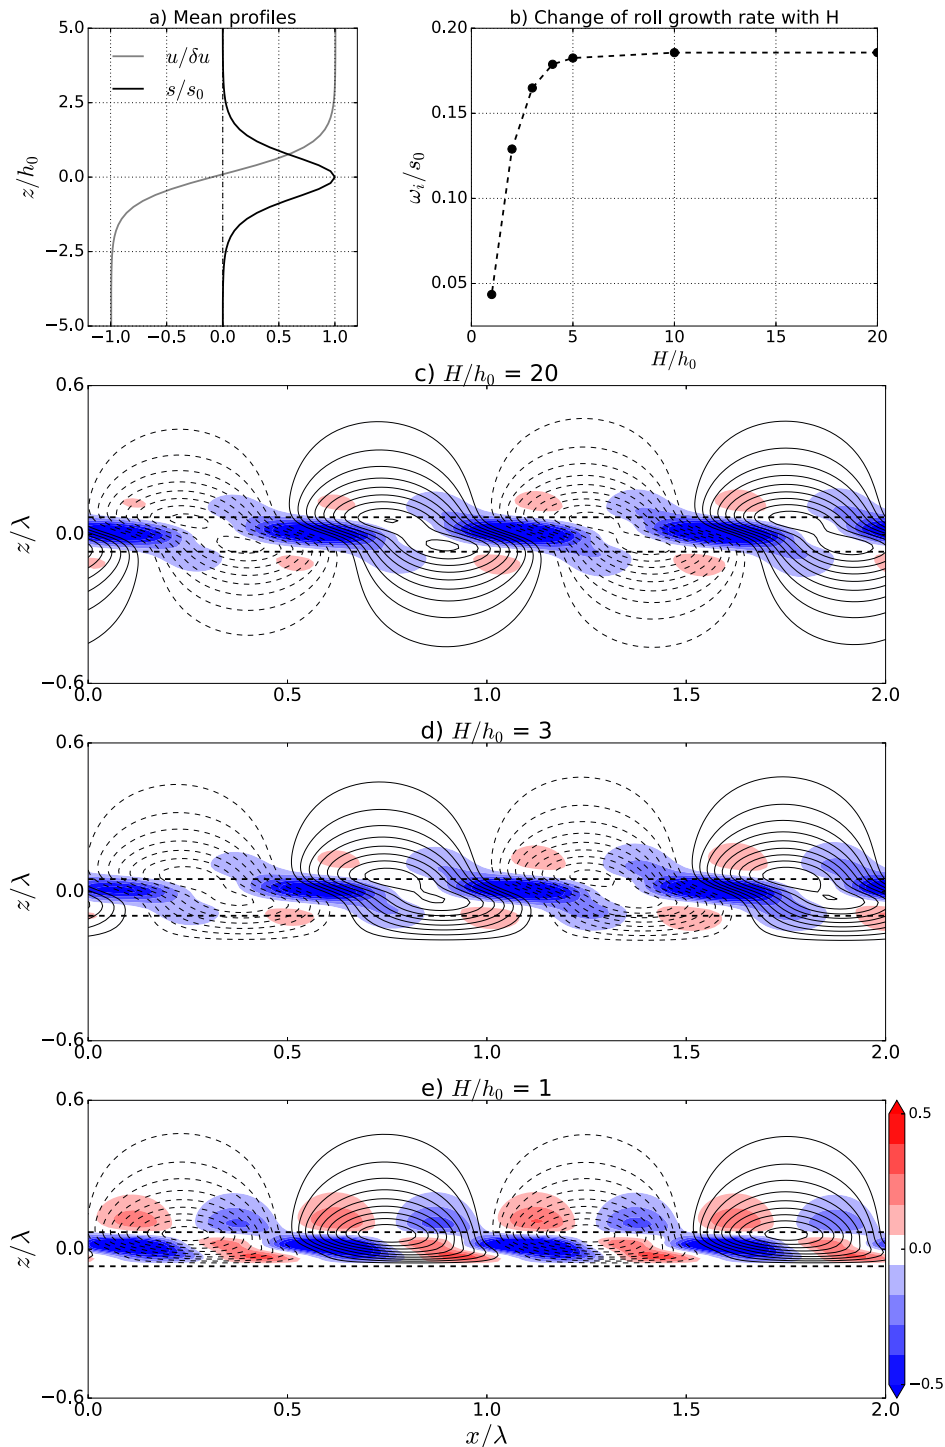 a) Mean profiles
5.0
2.5
0.0
−2.5
−5.0
z/h₀
u/δu
s/s₀
−1.0 −0.5 0.0 0.5 1.0
b) Change of roll growth rate with H
0.20
0.15
0.10
0.05
ωᵢ/s₀
0 5 10 15 20
H/h₀
c) H/h₀ = 20
0.6
0.0
−0.6
z/λ
0.0 0.5 1.0 1.5 2.0
d) H/h₀ = 3
0.6
0.0
−0.6
z/λ
0.0 0.5 1.0 1.5 2.0
e) H/h₀ = 1
0.6
0.0
−0.6
z/λ
0.0 0.5 1.0 1.5 2.0
x/λ
0.5
0.0
−0.5